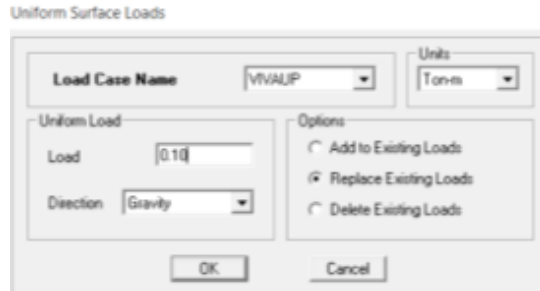 Uniform Surface Loads
Units
Load Case Name VIVAUP Ton-m
Uniform Load Options
Load 0.10 Add to Existing Loads
Replace Existing Loads
Direction Gravity Delete Existing Loads
OK Cancel